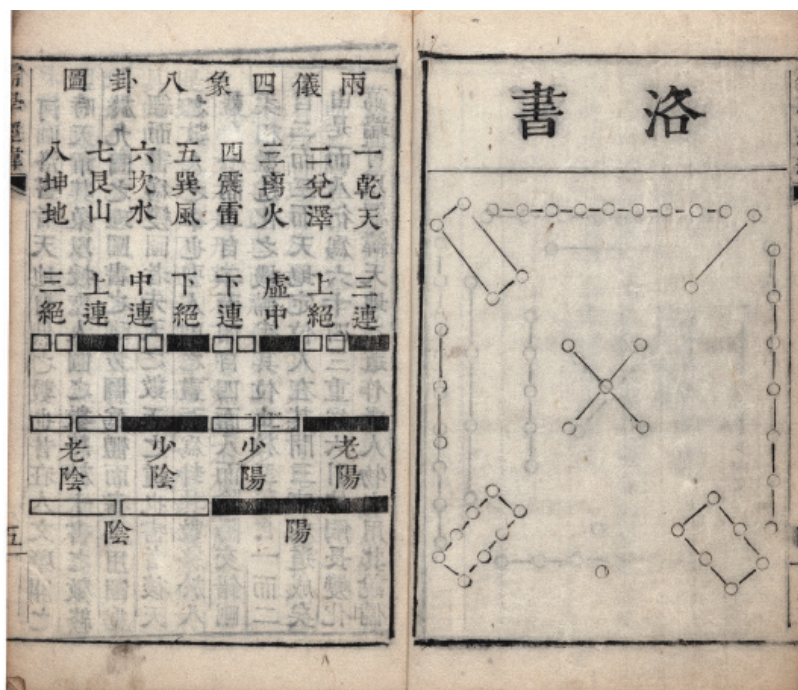 洛書
兩儀四象八卦圖
一乾天三連
二兌澤上絕
三離火虛中
四震雷下連
五巽風下絕
六坎水中連
七艮山上連
八坤地三絕
老陽
少陽
少陰
老陰
陽
陰
五